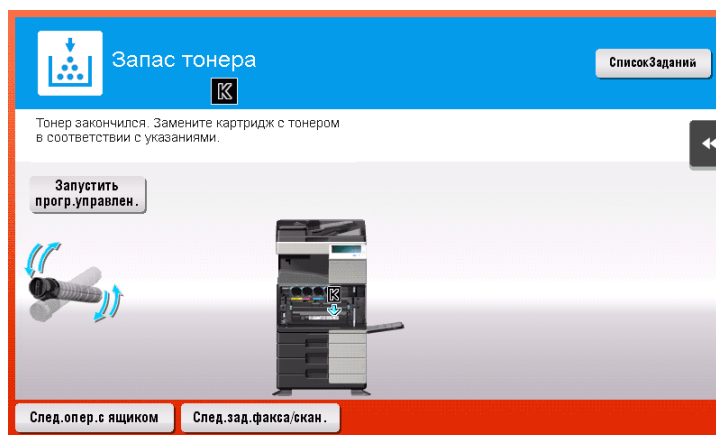 Запас тонера
K
СписокЗаданий
Тонер закончился. Замените картридж с тонером
в соответствии с указаниями.
Запустить
прогр.управлен.
K
След.опер.с ящиком
След.зад.факса/скан.